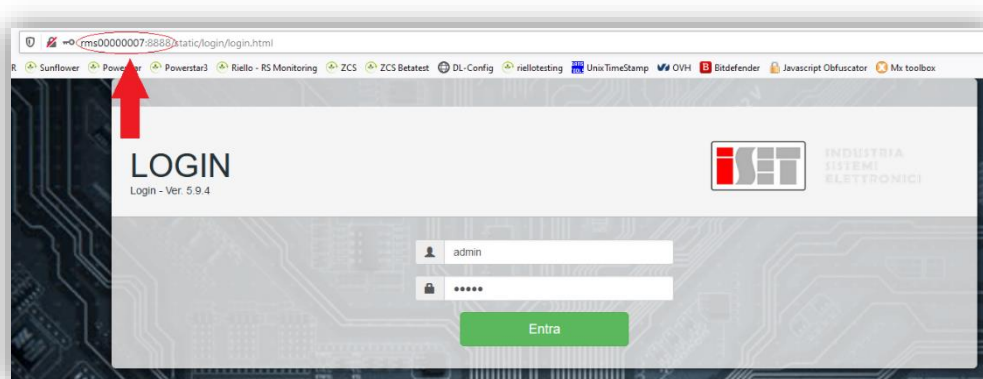 rms00000007:8888/static/login/login.html
R Sunflower Powerstar3 Riello - RS Monitoring ZCS ZCS Betatest DL-Config riellotesting UnixTimeStamp OVH Bitdefender Javascript Obfuscator Mx toolbox
LOGIN
Login - Ver. 5.9.4
iSET
INDUSTRIA
SISTEMI
ELETTRONICI
admin
•••••
Entra